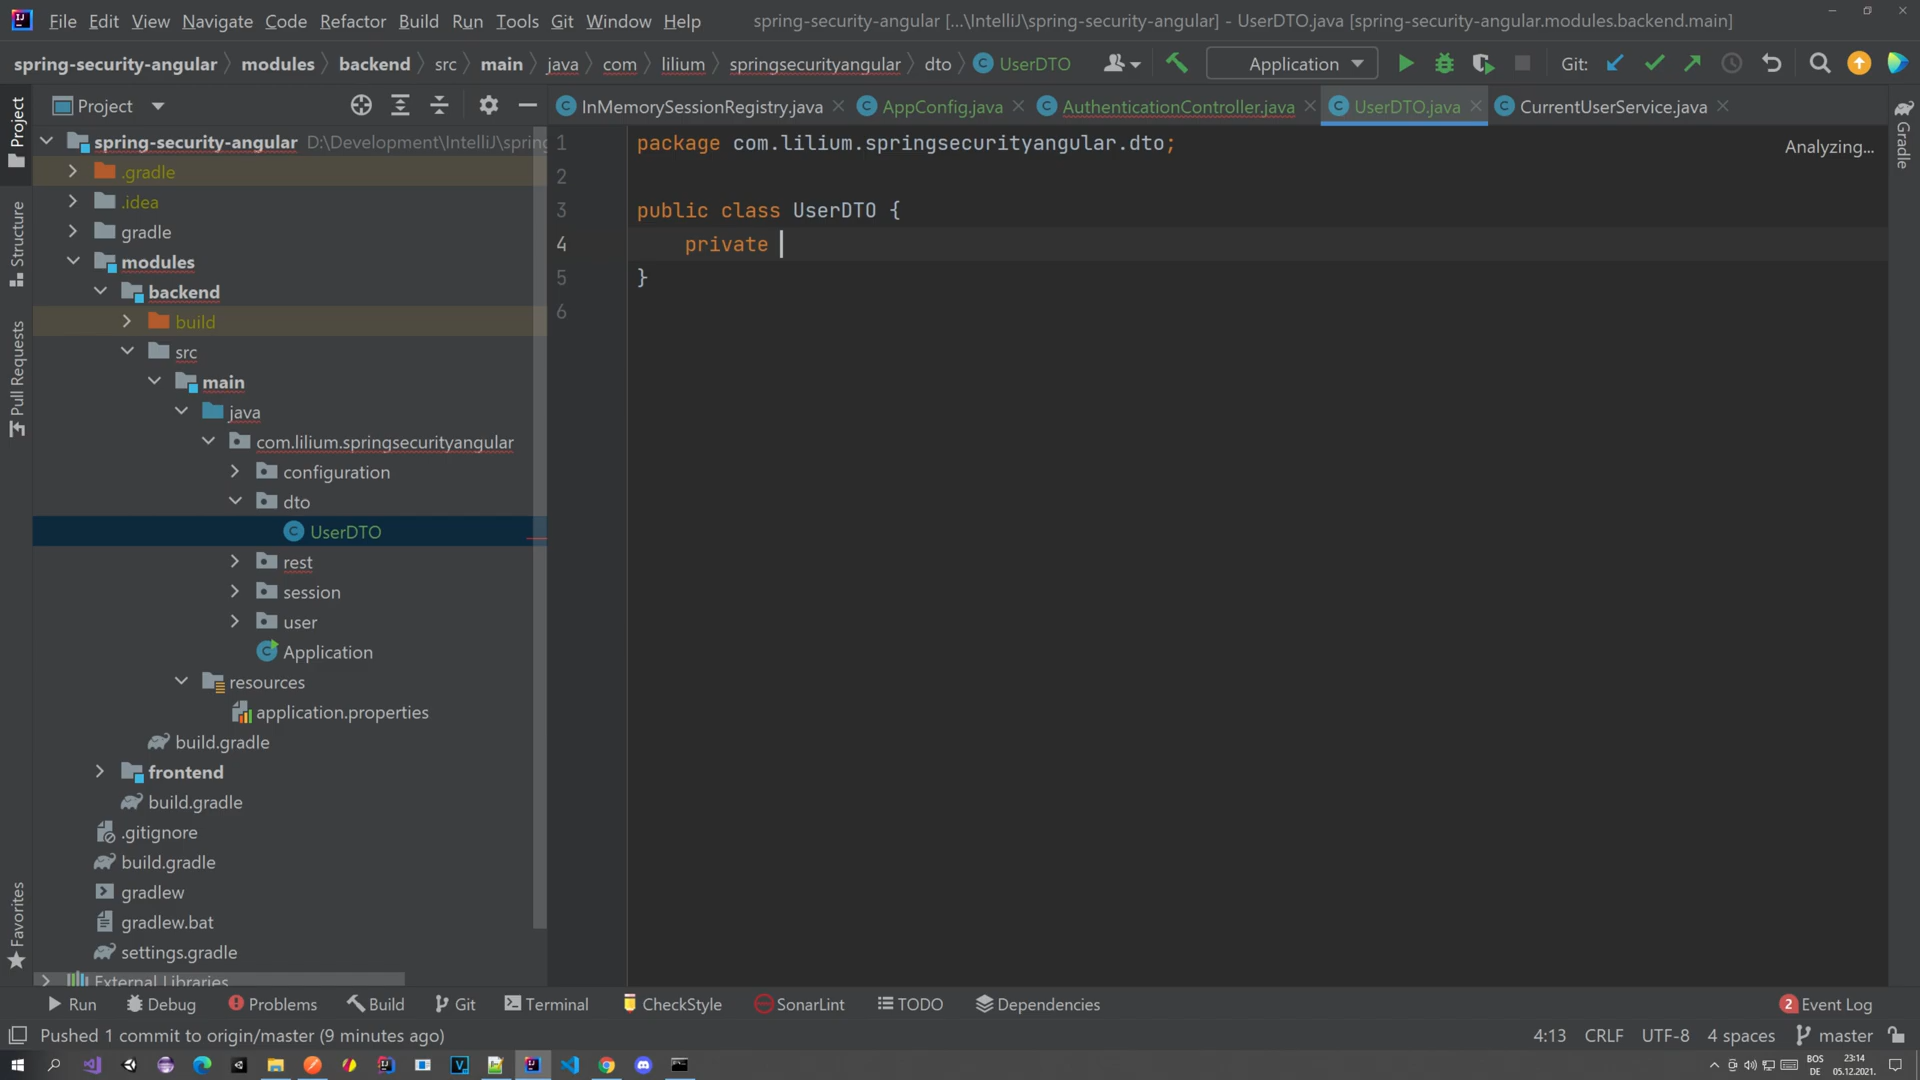 File Edit View Navigate Code Refactor Build Run Tools Git Window Help spring-security-angular [...\IntelliJ\spring-security-angular] - UserDTO.java [spring-security-angular.modules.backend.main]
spring-security-angular modules backend src main java com lilium springsecurityangular dto UserDTO Application Git:
Project InMemorySessionRegistry.java AppConfig.java AuthenticationController.java UserDTO.java CurrentUserService.java
Project
Structure
Pull Requests
Favorites
spring-security-angular D:\Development\IntelliJ\spring
.gradle
.idea
gradle
modules
backend
build
src
main
java
com.lilium.springsecurityangular
configuration
dto
UserDTO
rest
session
user
Application
resources
application.properties
build.gradle
frontend
build.gradle
.gitignore
build.gradle
gradlew
gradlew.bat
settings.gradle
External Libraries
1 package com.lilium.springsecurityangular.dto;
2
3 public class UserDTO {
4 private
5 }
6
Analyzing...
Gradle
Run Debug Problems Build Git Terminal CheckStyle SonarLint TODO Dependencies 2 Event Log
Pushed 1 commit to origin/master (9 minutes ago) 4:13 CRLF UTF-8 4 spaces master
BOS
DE
23:14
05.12.2021.